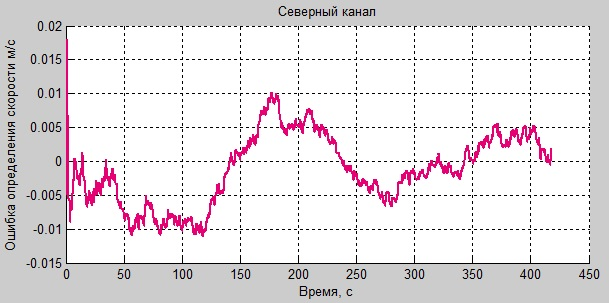 Северный канал
Ошибка определения скорости м/с
0.02
0.015
0.01
0.005
0
-0.005
-0.01
-0.015
0 50 100 150 200 250 300 350 400 450
Время, с